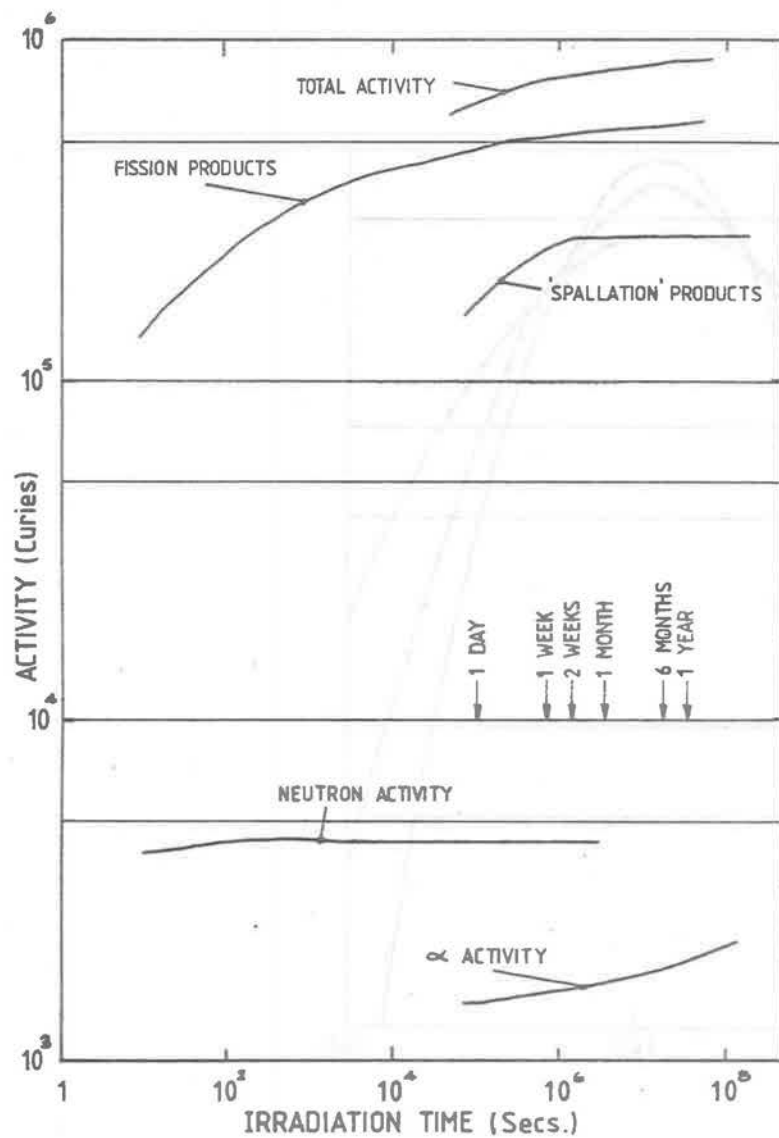 10⁶
TOTAL ACTIVITY
FISSION PRODUCTS
'SPALLATION' PRODUCTS
10⁵
ACTIVITY (Curies)
1 DAY
1 WEEK
2 WEEKS
1 MONTH
6 MONTHS
1 YEAR
10⁴
NEUTRON ACTIVITY
α ACTIVITY
10³
1
10²
10⁴
10⁶
10⁸
IRRADIATION TIME (Secs.)